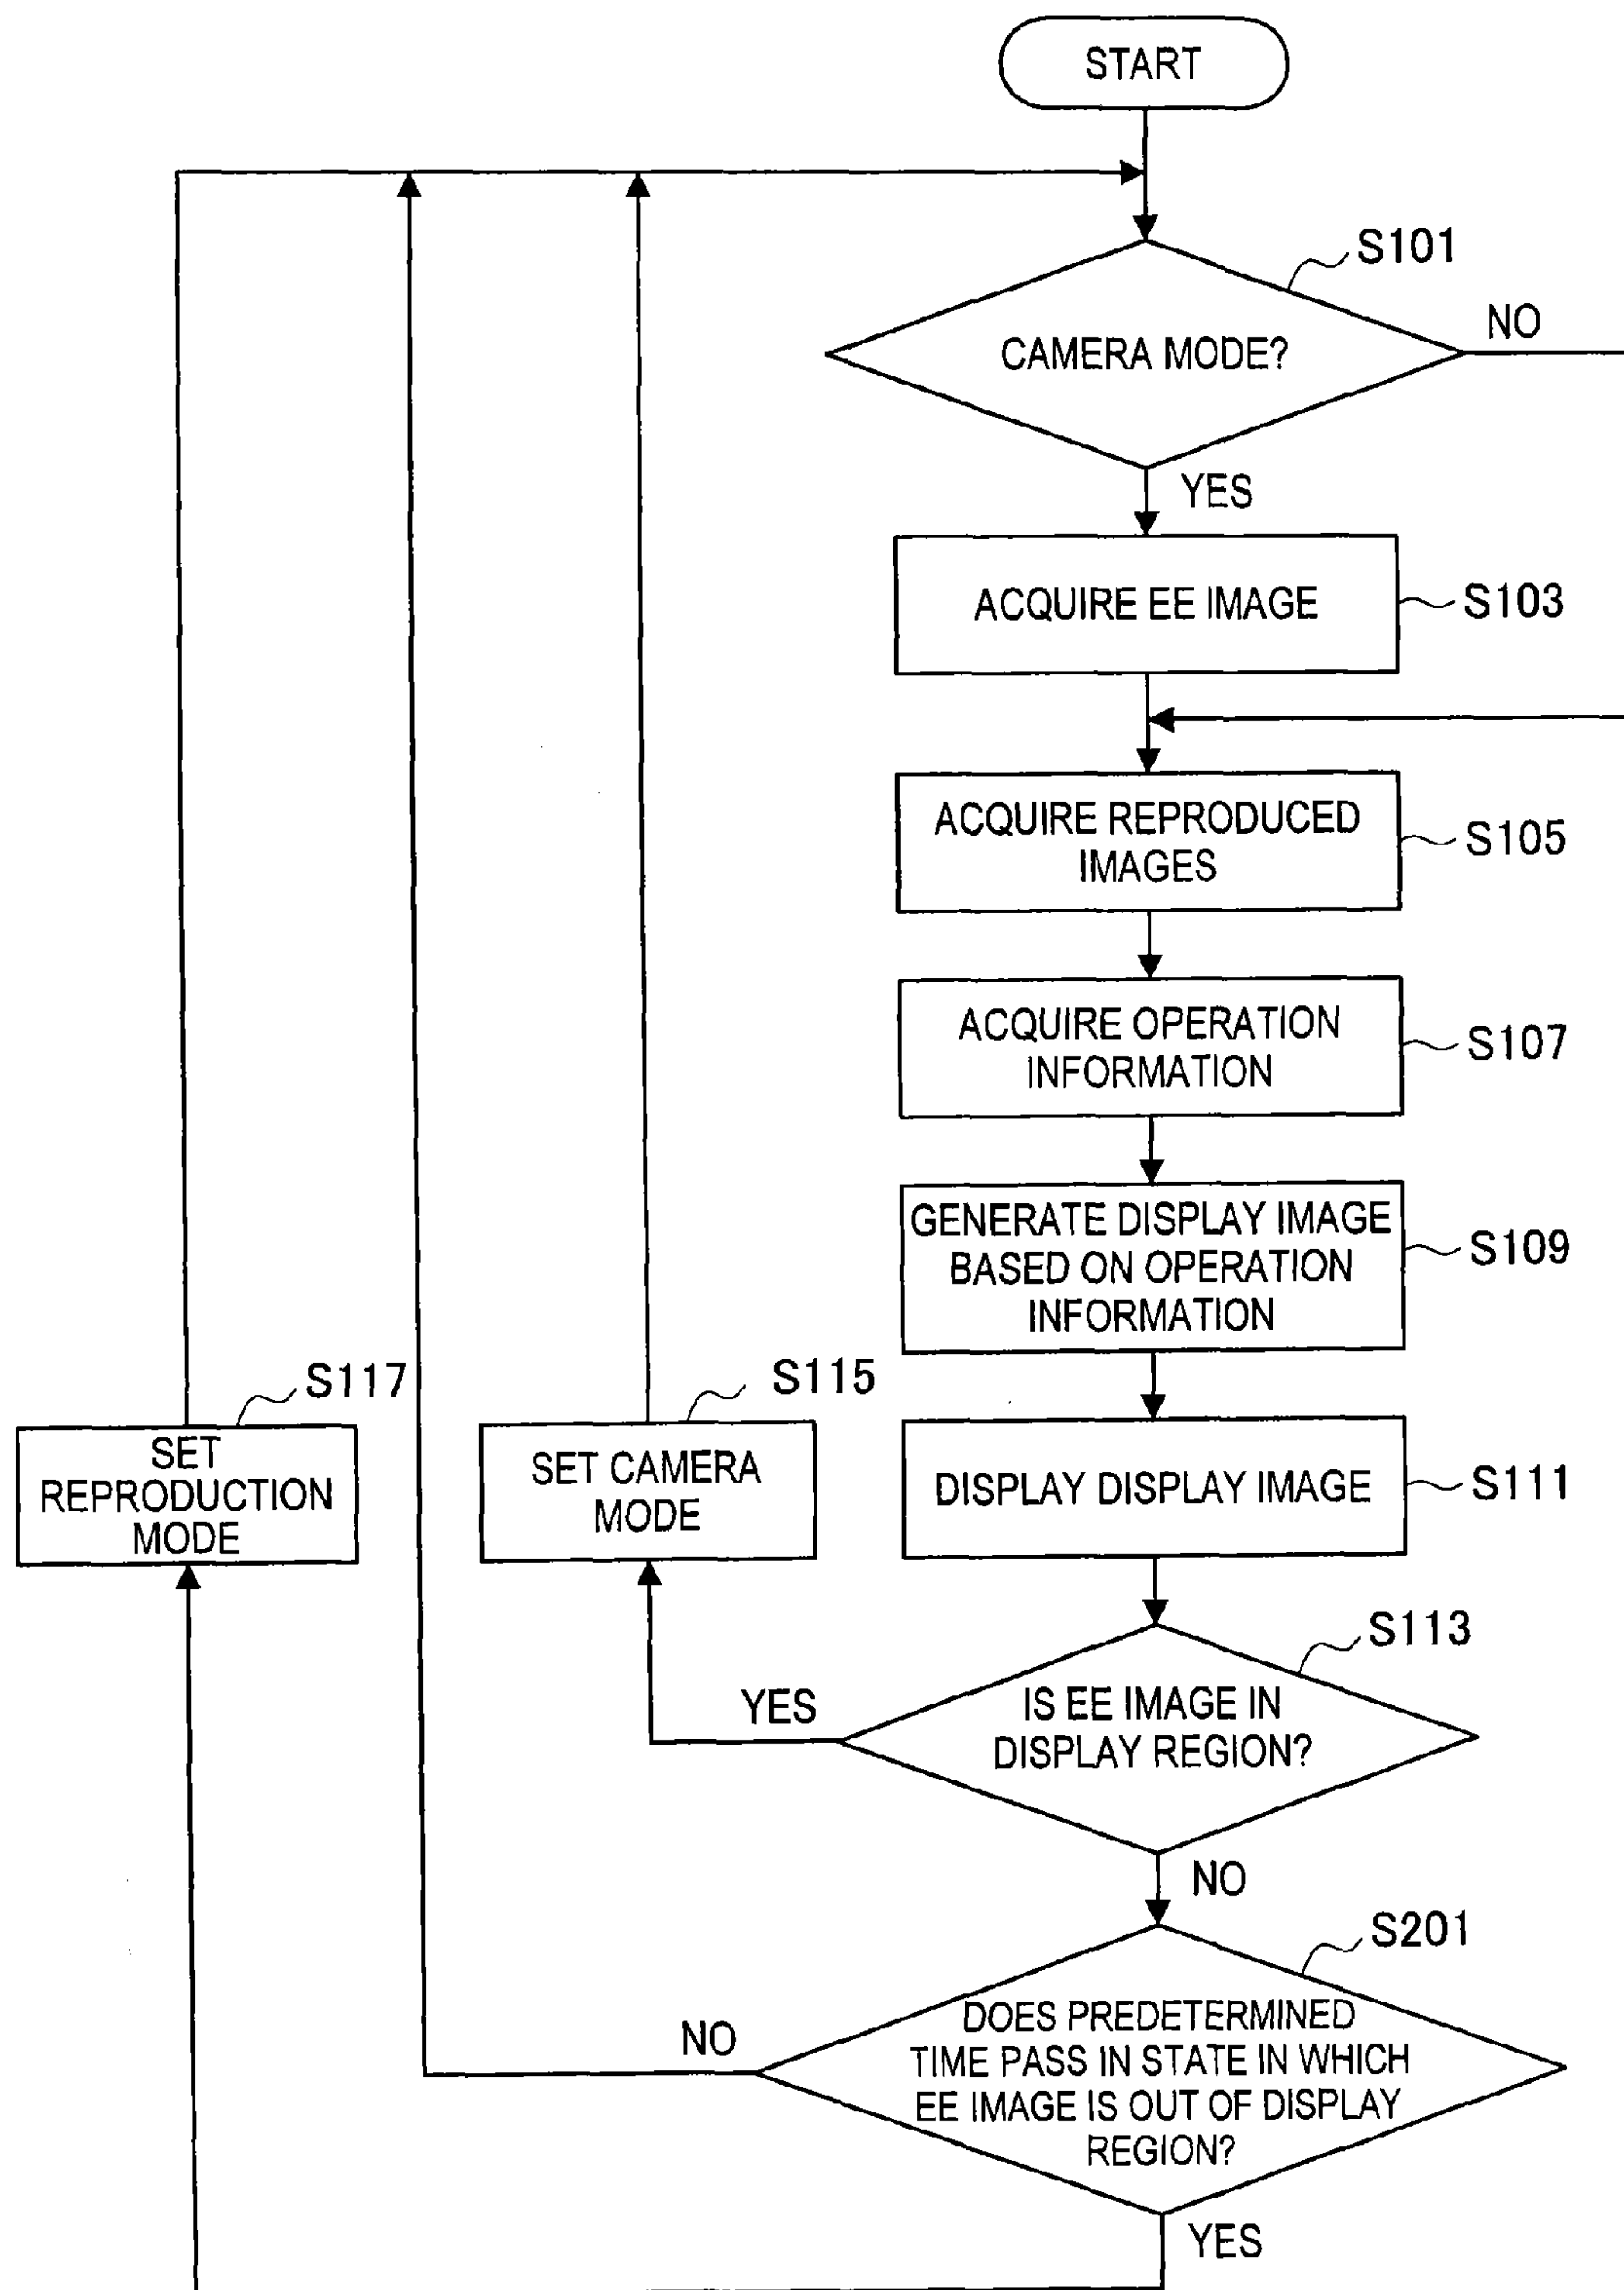 START
S101
CAMERA MODE?
NO
YES
ACQUIRE EE IMAGE
S103
ACQUIRE REPRODUCED
IMAGES
S105
ACQUIRE OPERATION
INFORMATION
S107
GENERATE DISPLAY IMAGE
BASED ON OPERATION
INFORMATION
S109
S117
SET
REPRODUCTION
MODE
S115
SET CAMERA
MODE
DISPLAY DISPLAY IMAGE
S111
S113
IS EE IMAGE IN
DISPLAY REGION?
YES
NO
S201
DOES PREDETERMINED
TIME PASS IN STATE IN WHICH
EE IMAGE IS OUT OF DISPLAY
REGION?
NO
YES